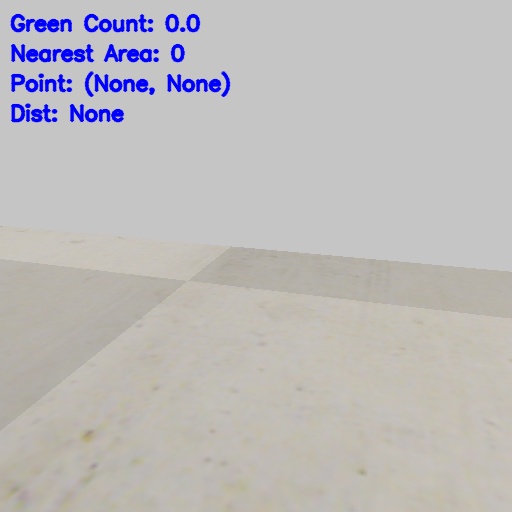 Green Count: 0.0
Nearest Area: 0
Point: (None, None)
Dist: None